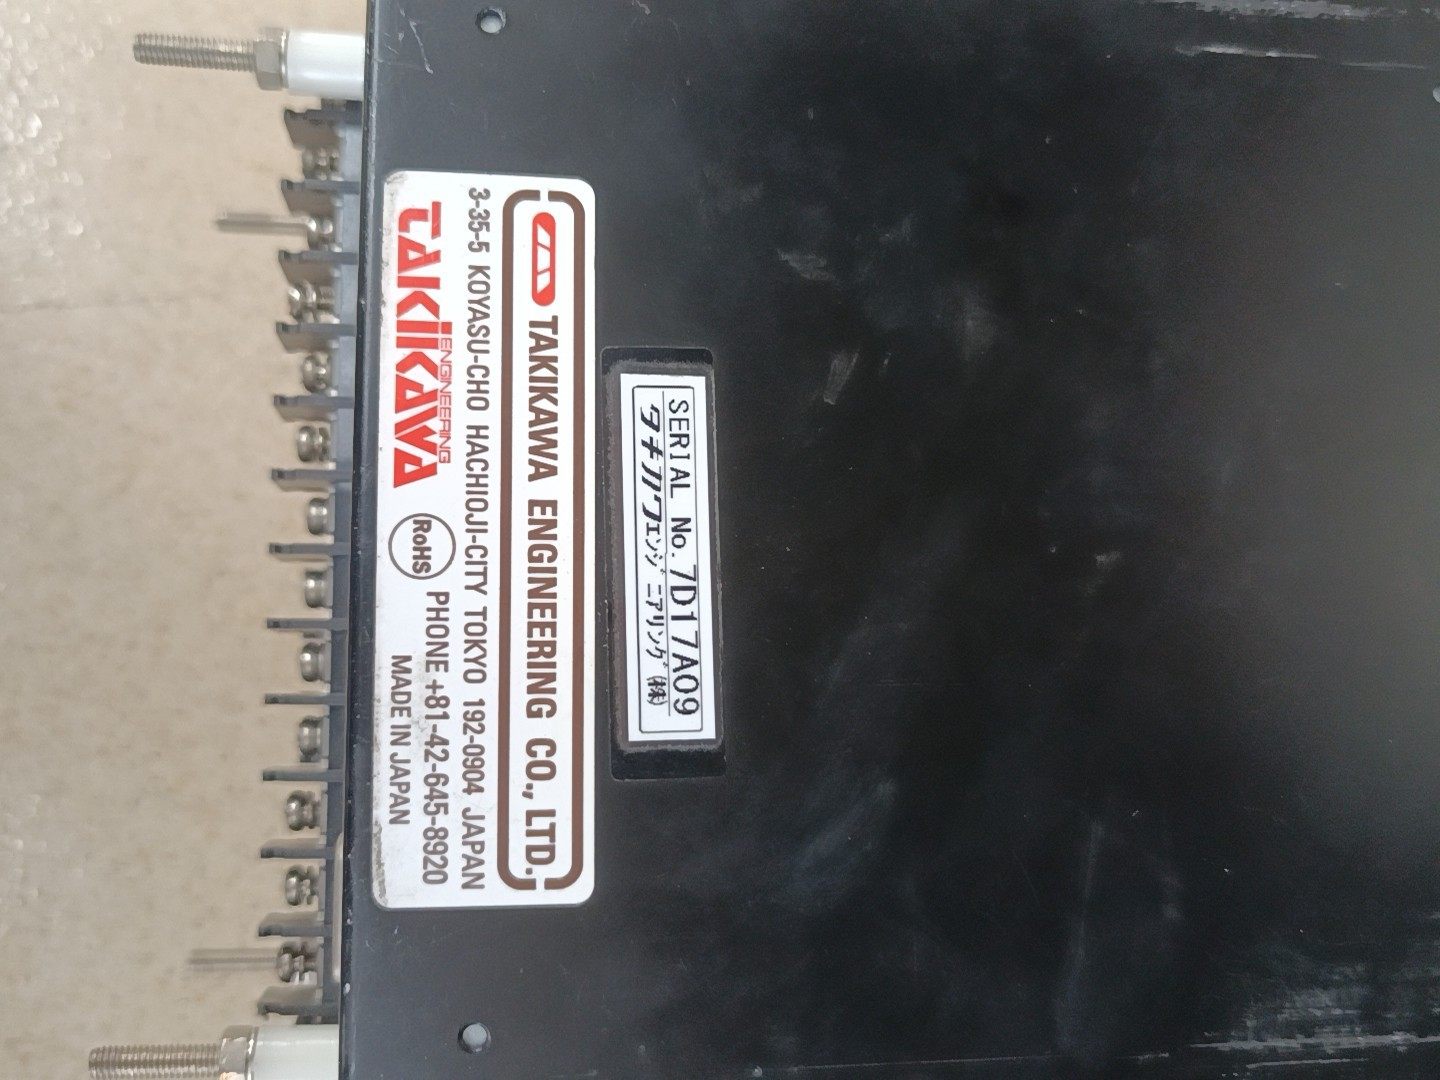 TAKIKAWA ENGINEERING CO., LTD.
3-35-5 KOYASU-CHO HACHIOJI-CITY TOKYO 192-0904 JAPAN
TAKIKAWA ENGINEERING
RoHS
PHONE +81-42-645-8920
MADE IN JAPAN
SERIAL No. 7D17A09
タキカワエンジニアリング(株)